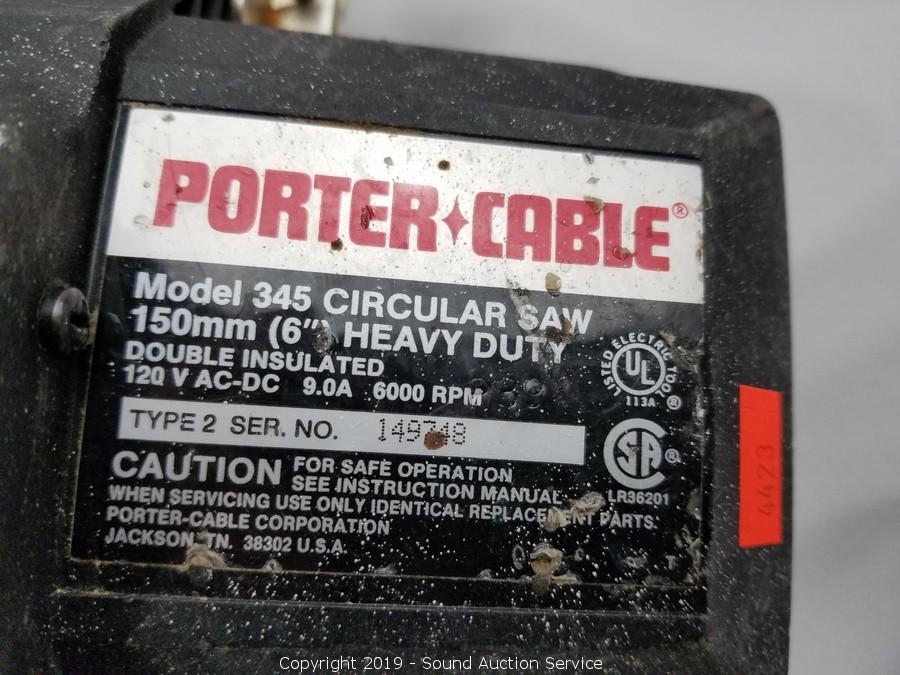 PORTER+CABLE®
Model 345 CIRCULAR SAW
150mm (6") HEAVY DUTY
DOUBLE INSULATED
120 V AC-DC 9.0A 6000 RPM
LISTED ELECTRIC TOOL
UL
®
113A
TYPE 2 SER. NO.
SA ®
LR36201
CAUTION FOR SAFE OPERATION
SEE INSTRUCTION MANUAL
WHEN SERVICING USE ONLY IDENTICAL REPLACEMENT PARTS.
PORTER-CABLE CORPORATION
JACKSON, TN. 38302 U.S.A.
4423
Copyright 2019 - Sound Auction Service